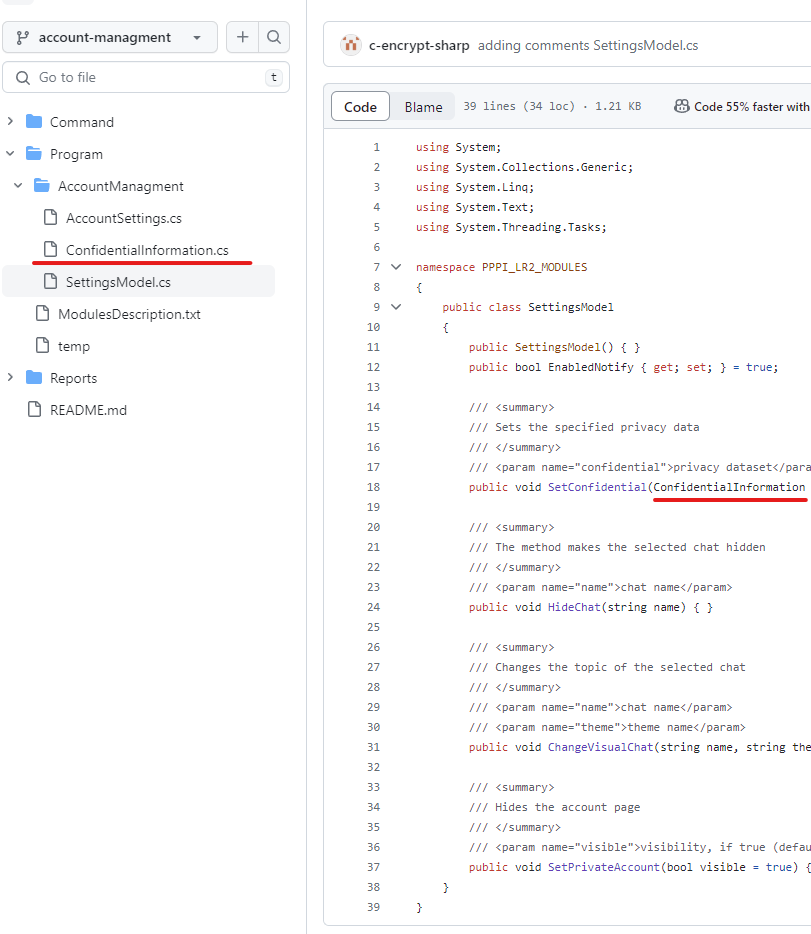 account-managment
Go to file
t
Command
Program
AccountManagment
AccountSettings.cs
ConfidentialInformation.cs
SettingsModel.cs
ModulesDescription.txt
temp
Reports
README.md
c-encrypt-sharp adding comments SettingsModel.cs
Code Blame 39 lines (34 loc) · 1.21 KB Code 55% faster with
1 using System;
2 using System.Collections.Generic;
3 using System.Linq;
4 using System.Text;
5 using System.Threading.Tasks;
6
7 namespace PPPI_LR2_MODULES
8 {
9 public class SettingsModel
10 {
11 public SettingsModel() { }
12 public bool EnabledNotify { get; set; } = true;
13
14 /// <summary>
15 /// Sets the specified privacy data
16 /// </summary>
17 /// <param name="confidential">privacy dataset</para
18 public void SetConfidential(ConfidentialInformation
19
20 /// <summary>
21 /// The method makes the selected chat hidden
22 /// </summary>
23 /// <param name="name">chat name</param>
24 public void HideChat(string name) { }
25
26 /// <summary>
27 /// Changes the topic of the selected chat
28 /// </summary>
29 /// <param name="name">chat name</param>
30 /// <param name="theme">theme name</param>
31 public void ChangeVisualChat(string name, string the
32
33 /// <summary>
34 /// Hides the account page
35 /// </summary>
36 /// <param name="visible">visibility, if true (defau
37 public void SetPrivateAccount(bool visible = true) {
38 }
39 }